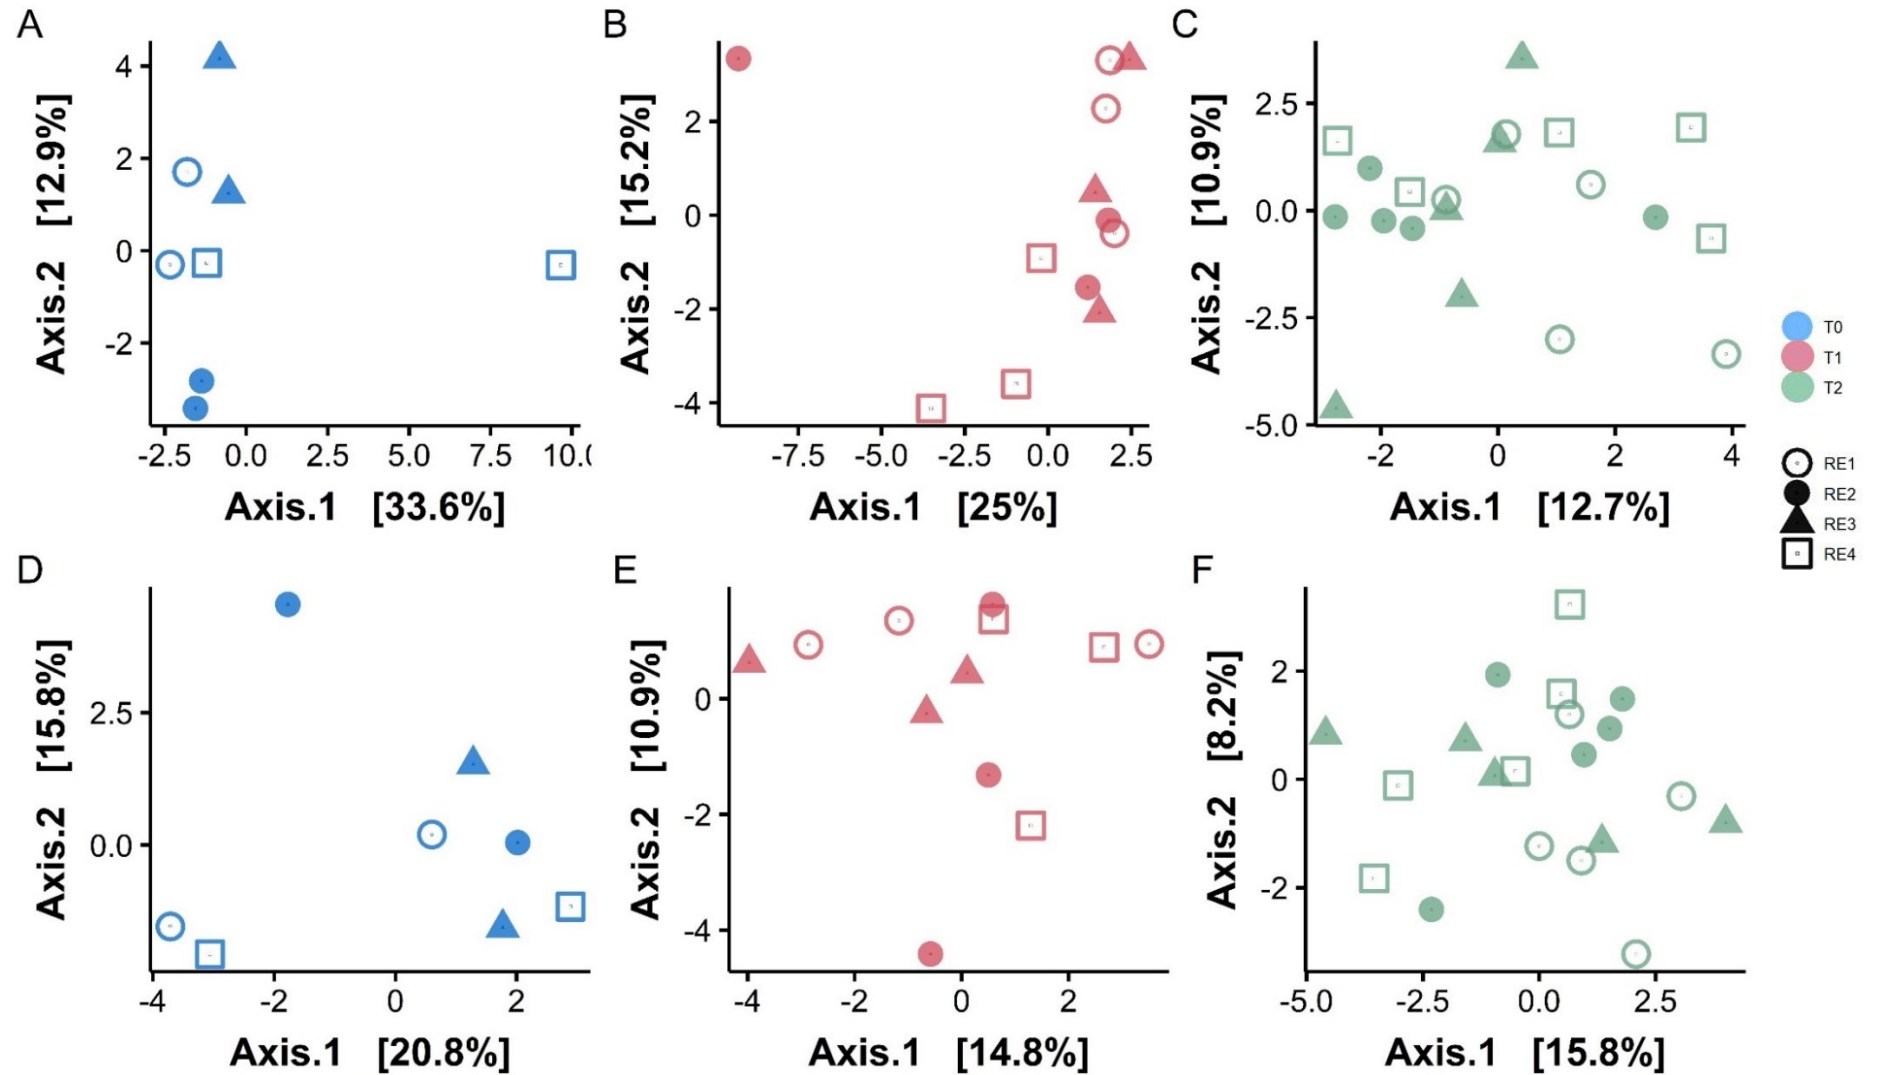 A
Axis.2 [12.9%]
4
2
0
-2
-2.5 0.0 2.5 5.0 7.5 10.0
Axis.1 [33.6%]
B
Axis.2 [15.2%]
2
0
-2
-4
-7.5 -5.0 -2.5 0.0 2.5
Axis.1 [25%]
C
Axis.2 [10.9%]
2.5
0.0
-2.5
-5.0
-2 0 2 4
Axis.1 [12.7%]
T0
T1
T2
RE1
RE2
RE3
RE4
D
Axis.2 [15.8%]
2.5
0.0
-4 -2 0 2
Axis.1 [20.8%]
E
Axis.2 [10.9%]
0
-2
-4
-4 -2 0 2
Axis.1 [14.8%]
F
Axis.2 [8.2%]
2
0
-2
-5.0 -2.5 0.0 2.5
Axis.1 [15.8%]